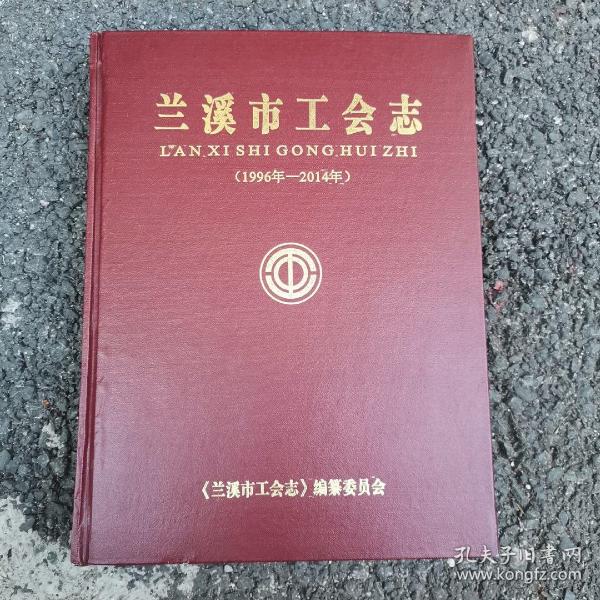 兰溪市工会志
LAN XI SHI GONG HUI ZHI
(1996年—2014年)
《兰溪市工会志》编纂委员会
孔夫子旧书网
www.kongfz.com